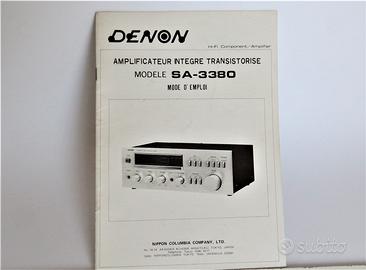 DENON
Hi-Fi Component/Amplifier
AMPLIFICATEUR INTEGRE TRANSISTORISE
MODELE SA-3380
MODE D'EMPLOI
NIPPON COLUMBIA COMPANY, LTD.
subito